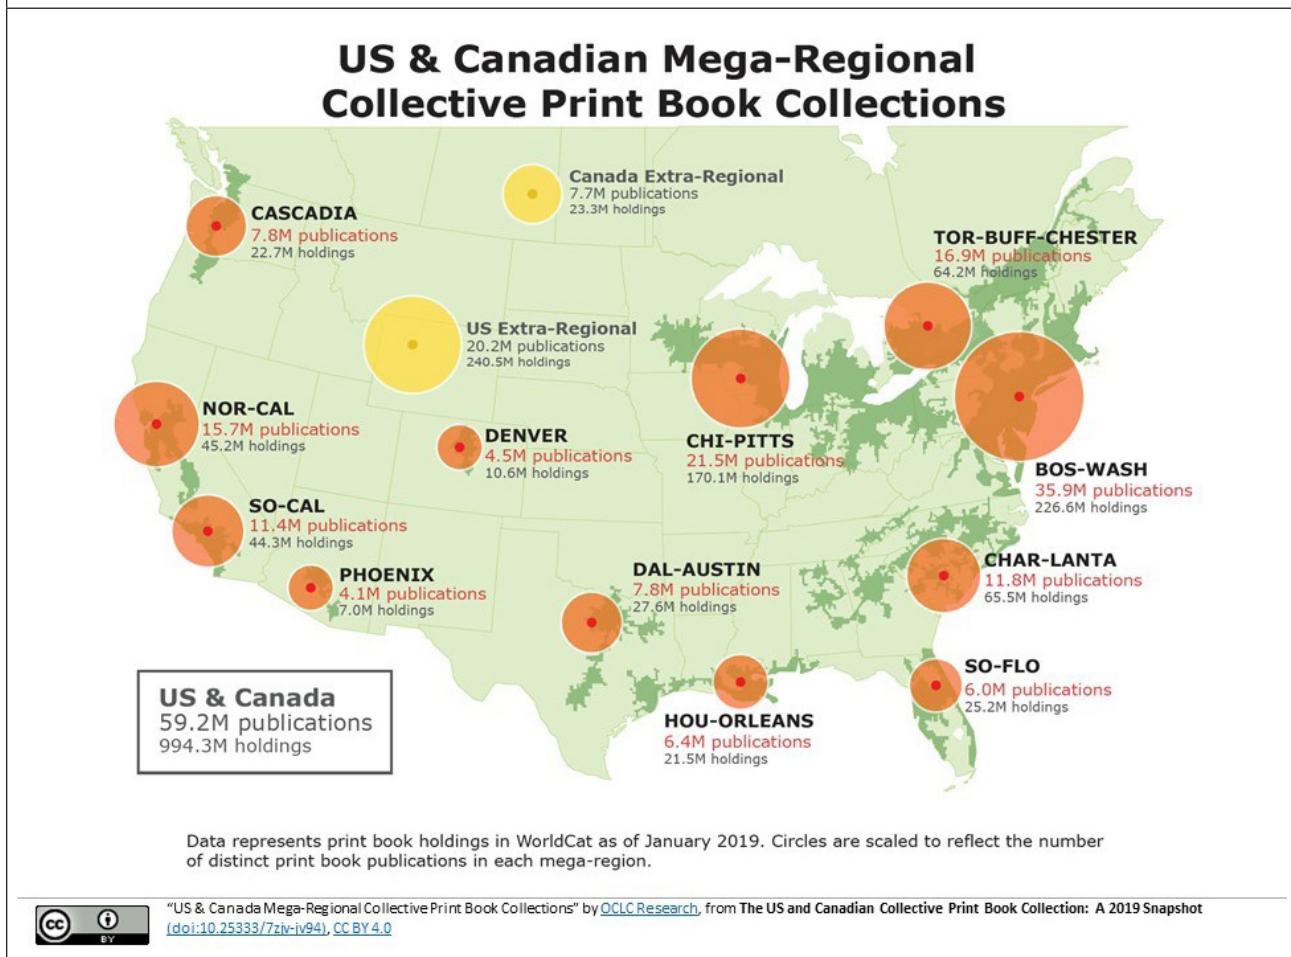 US & Canadian Mega-Regional
Collective Print Book Collections
Canada Extra-Regional
7.7M publications
23.3M holdings
CASCADIA
7.8M publications
22.7M holdings
TOR-BUFF-CHESTER
16.9M publications
64.2M holdings
US Extra-Regional
20.2M publications
240.5M holdings
NOR-CAL
15.7M publications
45.2M holdings
DENVER
4.5M publications
10.6M holdings
CHI-PITTS
21.5M publications
170.1M holdings
BOS-WASH
35.9M publications
226.6M holdings
SO-CAL
11.4M publications
44.3M holdings
PHOENIX
4.1M publications
7.0M holdings
DAL-AUSTIN
7.8M publications
27.6M holdings
CHAR-LANTA
11.8M publications
65.5M holdings
SO-FLO
6.0M publications
25.2M holdings
HOU-ORLEANS
6.4M publications
21.5M holdings
US & Canada
59.2M publications
994.3M holdings
Data represents print book holdings in WorldCat as of January 2019. Circles are scaled to reflect the number
of distinct print book publications in each mega-region.
cc
BY
“US & Canada Mega-Regional Collective Print Book Collections” by OCLC Research, from The US and Canadian Collective Print Book Collection: A 2019 Snapshot
(doi:10.25333/7zjv-jv94), CC BY 4.0